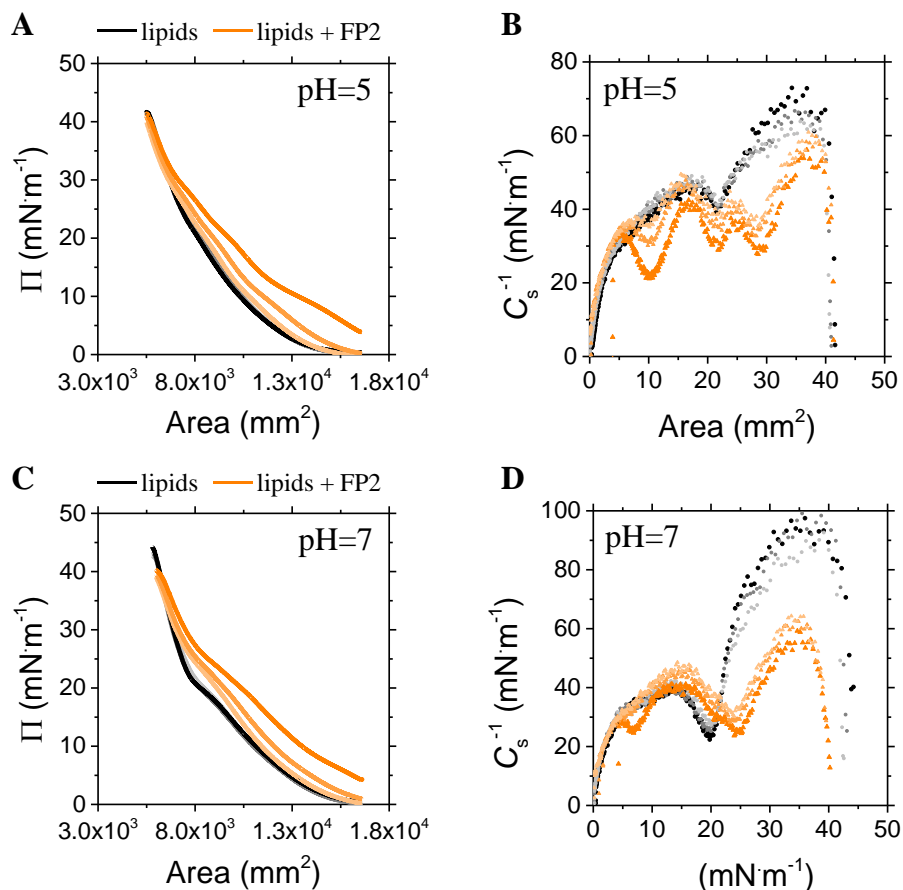 A
lipids lipids + FP2
pH=5
50
40
30
20
10
0
Π (mN·m⁻¹)
3.0x10³ 8.0x10³ 1.3x10⁴ 1.8x10⁴
Area (mm²)
B
pH=5
80
60
40
20
0
Cₛ⁻¹ (mN·m⁻¹)
0 10 20 30 40 50
Area (mm²)
C
lipids lipids + FP2
pH=7
50
40
30
20
10
0
Π (mN·m⁻¹)
3.0x10³ 8.0x10³ 1.3x10⁴ 1.8x10⁴
Area (mm²)
D
pH=7
100
80
60
40
20
0
Cₛ⁻¹ (mN·m⁻¹)
0 10 20 30 40 50
(mN·m⁻¹)